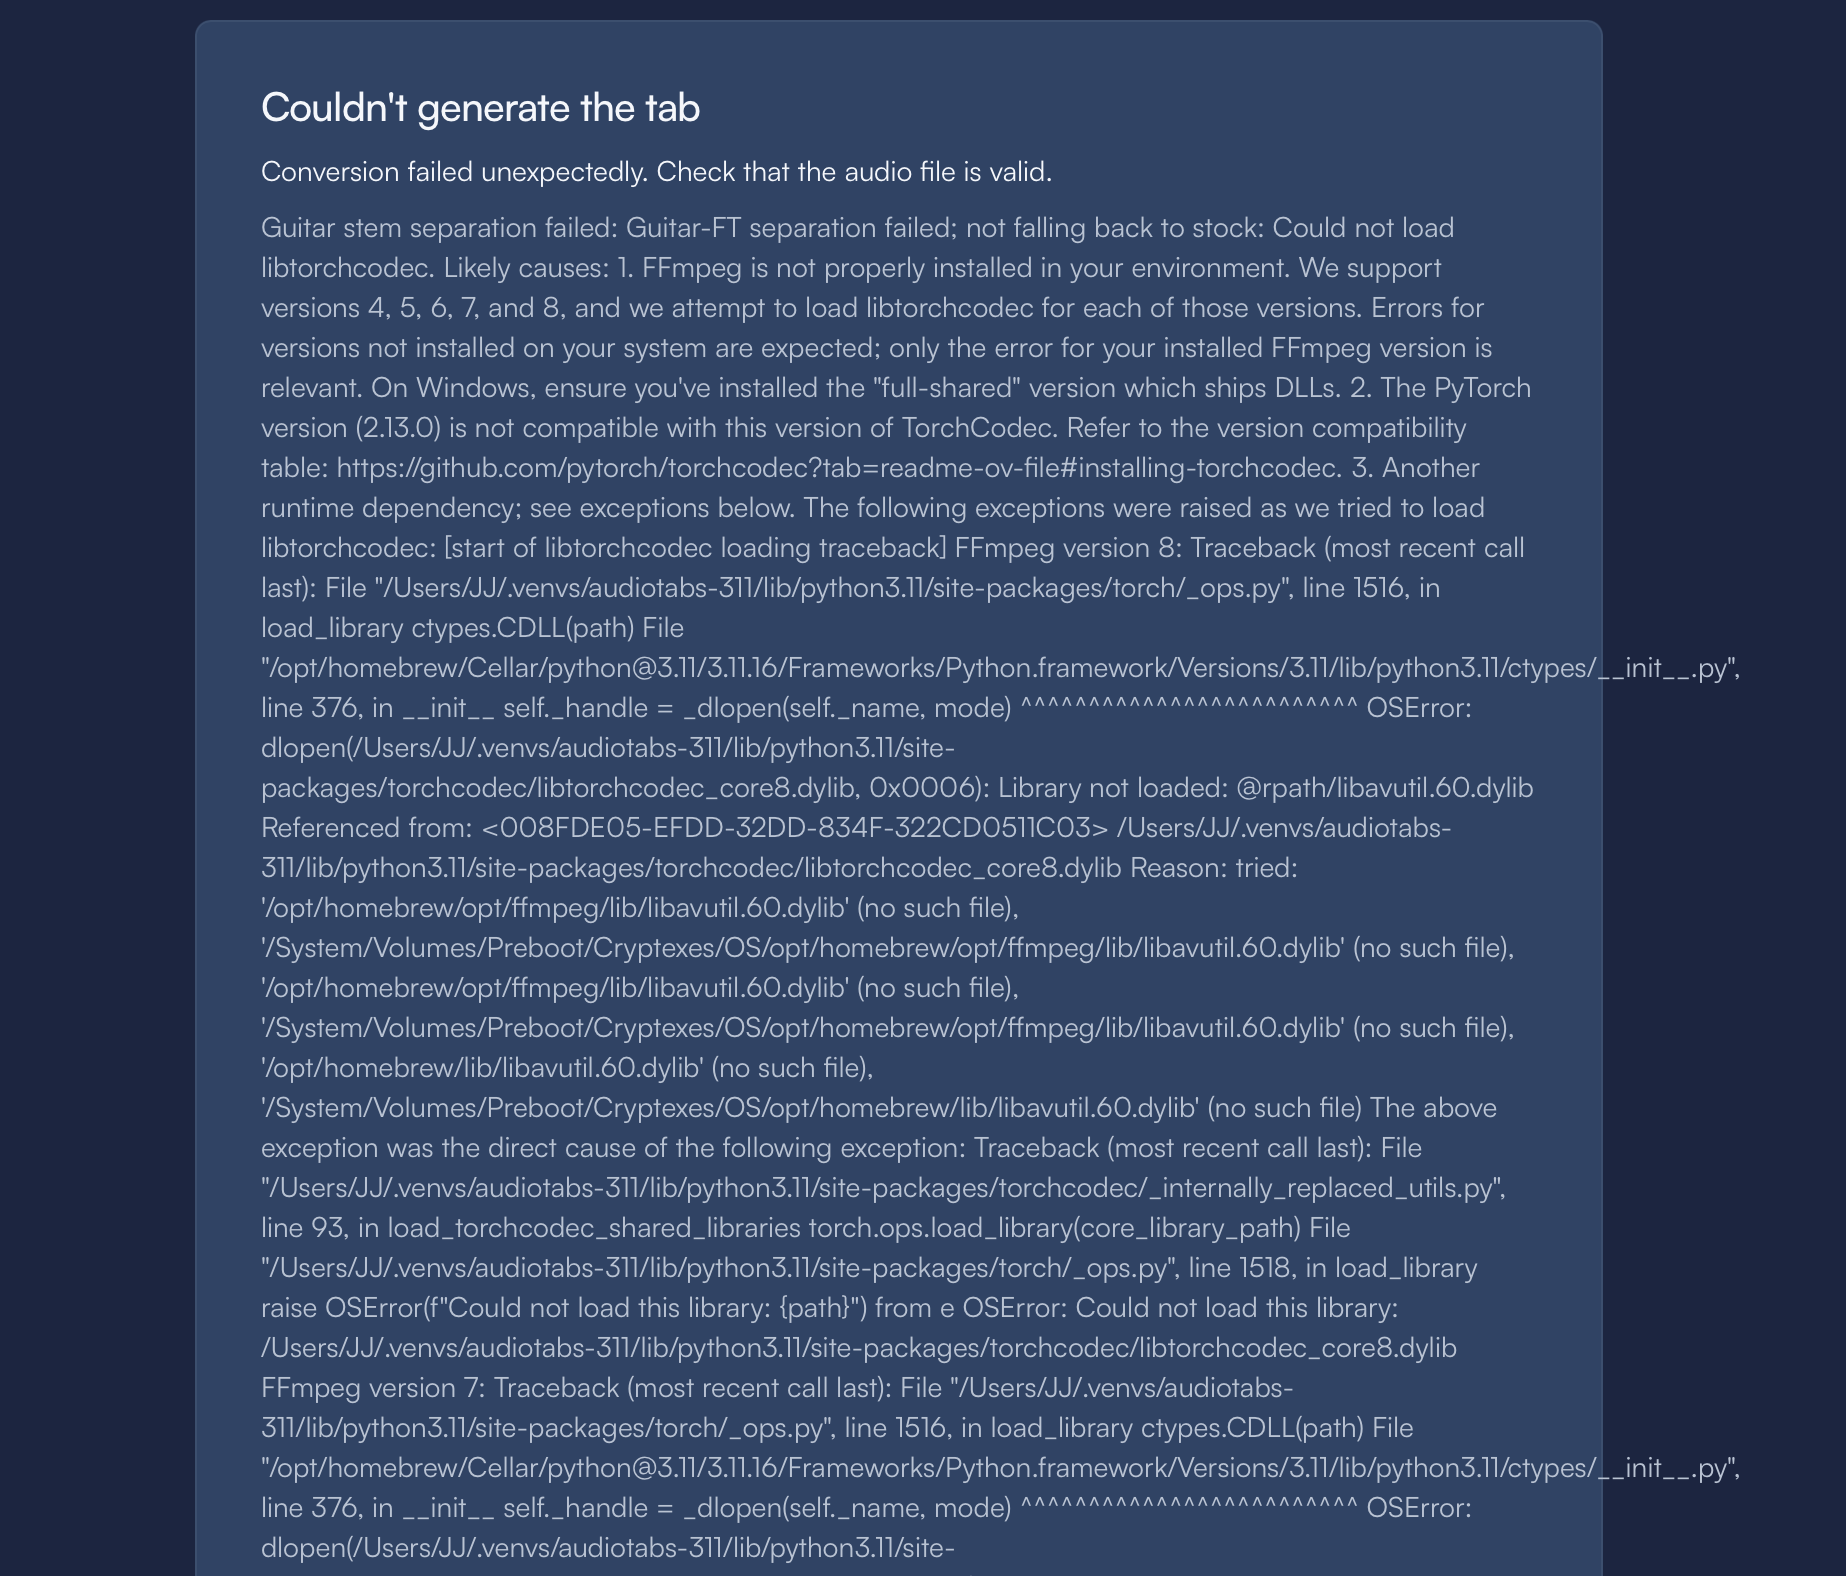 Couldn't generate the tab
Conversion failed unexpectedly. Check that the audio file is valid.
Guitar stem separation failed: Guitar-FT separation failed; not falling back to stock: Could not load
libtorchcodec. Likely causes: 1. FFmpeg is not properly installed in your environment. We support
versions 4, 5, 6, 7, and 8, and we attempt to load libtorchcodec for each of those versions. Errors for
versions not installed on your system are expected; only the error for your installed FFmpeg version is
relevant. On Windows, ensure you've installed the "full-shared" version which ships DLLs. 2. The PyTorch
version (2.13.0) is not compatible with this version of TorchCodec. Refer to the version compatibility
table: https://github.com/pytorch/torchcodec?tab=readme-ov-file#installing-torchcodec. 3. Another
runtime dependency; see exceptions below. The following exceptions were raised as we tried to load
libtorchcodec: [start of libtorchcodec loading traceback] FFmpeg version 8: Traceback (most recent call
last): File "/Users/JJ/.venvs/audiotabs-311/lib/python3.11/site-packages/torch/_ops.py", line 1516, in
load_library ctypes.CDLL(path) File
"/opt/homebrew/Cellar/python@3.11/3.11.16/Frameworks/Python.framework/Versions/3.11/lib/python3.11/ctypes/__init__.py",
line 376, in __init__ self._handle = _dlopen(self._name, mode) ^^^^^^^^^^^^^^^^^^^^^^^^^ OSError:
dlopen(/Users/JJ/.venvs/audiotabs-311/lib/python3.11/site-
packages/torchcodec/libtorchcodec_core8.dylib, 0x0006): Library not loaded: @rpath/libavutil.60.dylib
Referenced from: <008FDE05-EFDD-32DD-834F-322CD0511C03> /Users/JJ/.venvs/audiotabs-
311/lib/python3.11/site-packages/torchcodec/libtorchcodec_core8.dylib Reason: tried:
'/opt/homebrew/opt/ffmpeg/lib/libavutil.60.dylib' (no such file),
'/System/Volumes/Preboot/Cryptexes/OS/opt/homebrew/opt/ffmpeg/lib/libavutil.60.dylib' (no such file),
'/opt/homebrew/opt/ffmpeg/lib/libavutil.60.dylib' (no such file),
'/System/Volumes/Preboot/Cryptexes/OS/opt/homebrew/opt/ffmpeg/lib/libavutil.60.dylib' (no such file),
'/opt/homebrew/lib/libavutil.60.dylib' (no such file),
'/System/Volumes/Preboot/Cryptexes/OS/opt/homebrew/lib/libavutil.60.dylib' (no such file) The above
exception was the direct cause of the following exception: Traceback (most recent call last): File
"/Users/JJ/.venvs/audiotabs-311/lib/python3.11/site-packages/torchcodec/_internally_replaced_utils.py",
line 93, in load_torchcodec_shared_libraries torch.ops.load_library(core_library_path) File
"/Users/JJ/.venvs/audiotabs-311/lib/python3.11/site-packages/torch/_ops.py", line 1518, in load_library
raise OSError(f"Could not load this library: {path}") from e OSError: Could not load this library:
/Users/JJ/.venvs/audiotabs-311/lib/python3.11/site-packages/torchcodec/libtorchcodec_core8.dylib
FFmpeg version 7: Traceback (most recent call last): File "/Users/JJ/.venvs/audiotabs-
311/lib/python3.11/site-packages/torch/_ops.py", line 1516, in load_library ctypes.CDLL(path) File
"/opt/homebrew/Cellar/python@3.11/3.11.16/Frameworks/Python.framework/Versions/3.11/lib/python3.11/ctypes/__init__.py",
line 376, in __init__ self._handle = _dlopen(self._name, mode) ^^^^^^^^^^^^^^^^^^^^^^^^^ OSError:
dlopen(/Users/JJ/.venvs/audiotabs-311/lib/python3.11/site-